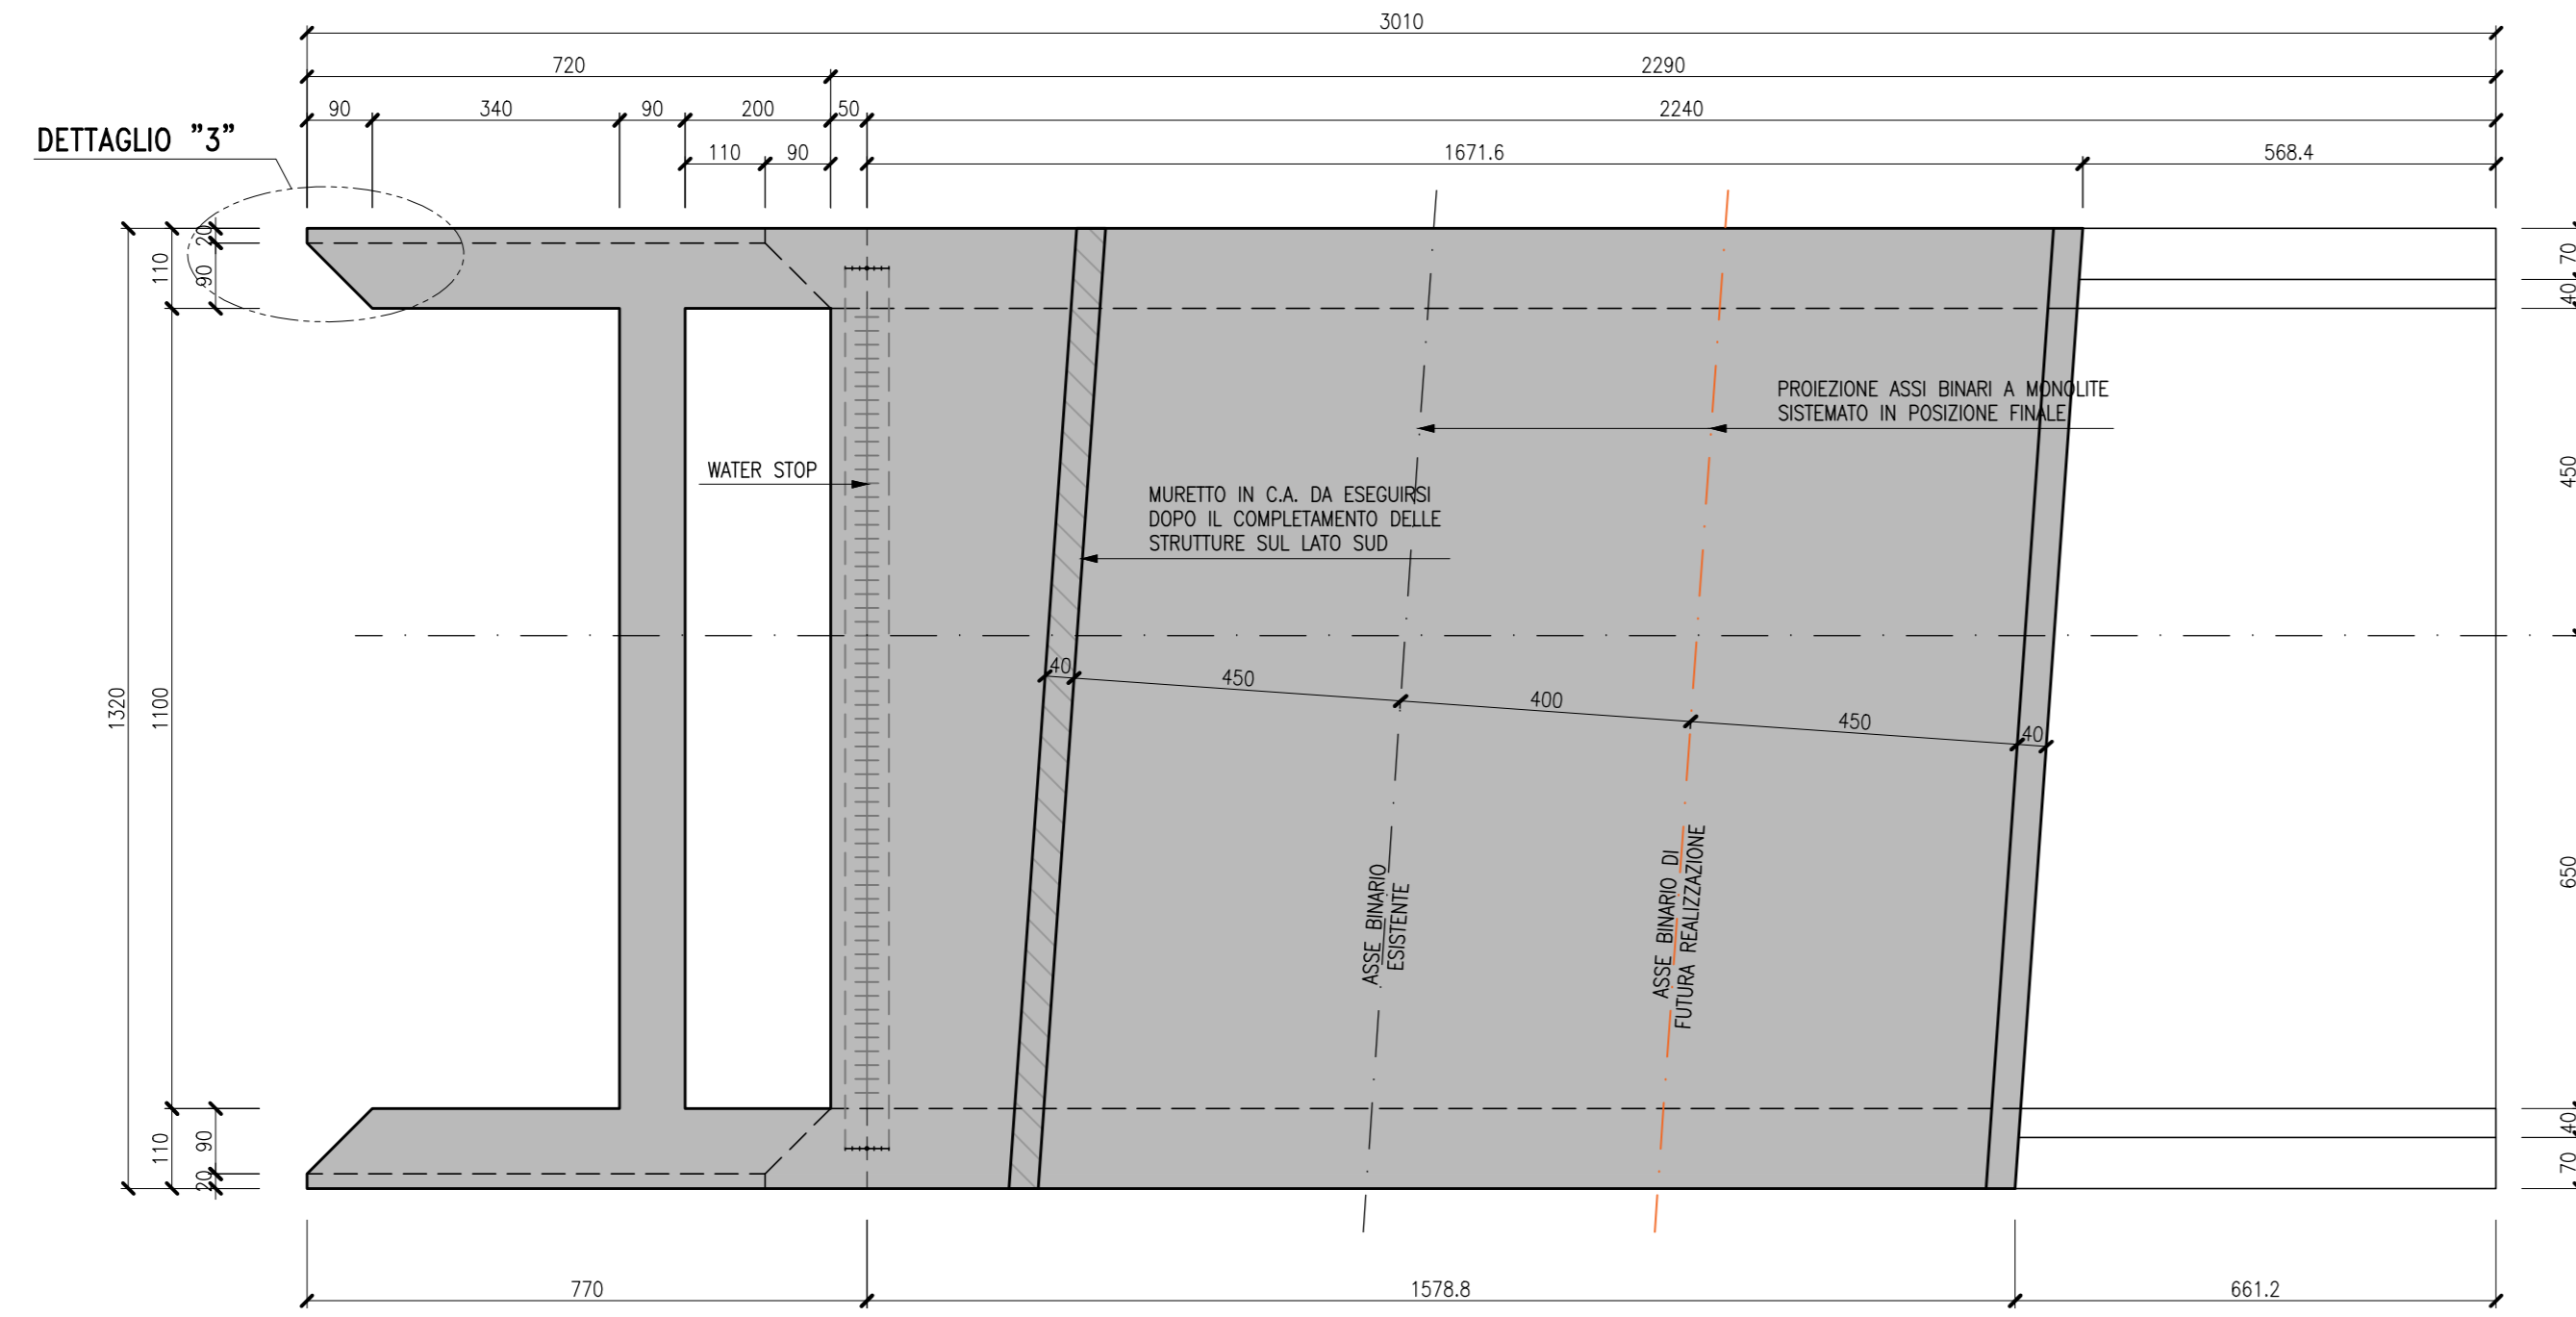 3010
720 2290
90 340 90 200 50 2240
DETTAGLIO "3"
110 90 1671.6 568.4
20
110 90
70
40
PROIEZIONE ASSI BINARI A MONOLITE
SISTEMATO IN POSIZIONE FINALE
WATER STOP
450
MURETTO IN C.A. DA ESEGUIRSI
DOPO IL COMPLETAMENTO DELLE
STRUTTURE SUL LATO SUD
1320 1100
40 450 400 450 40
ASSE BINARIO
ESISTENTE
ASSE BINARIO DI
FUTURA REALIZZAZIONE
650
110 90
20
40
70
770 1578.8 661.2